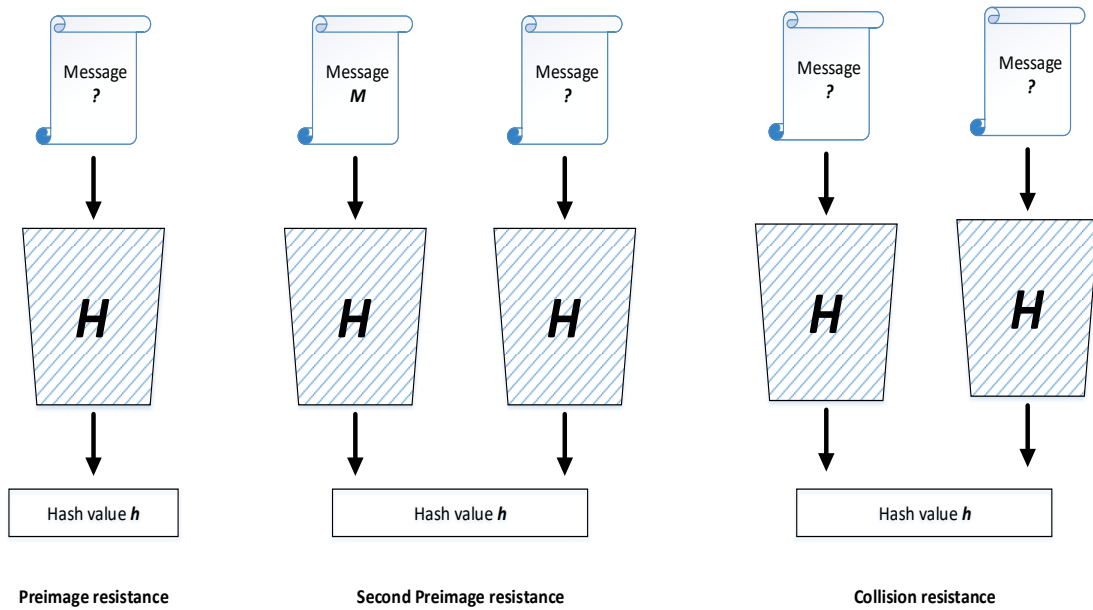 Message
?
Message
M
Message
?
Message
?
Message
?
H
H
H
H
H
Hash value h
Hash value h
Hash value h
Preimage resistance
Second Preimage resistance
Collision resistance